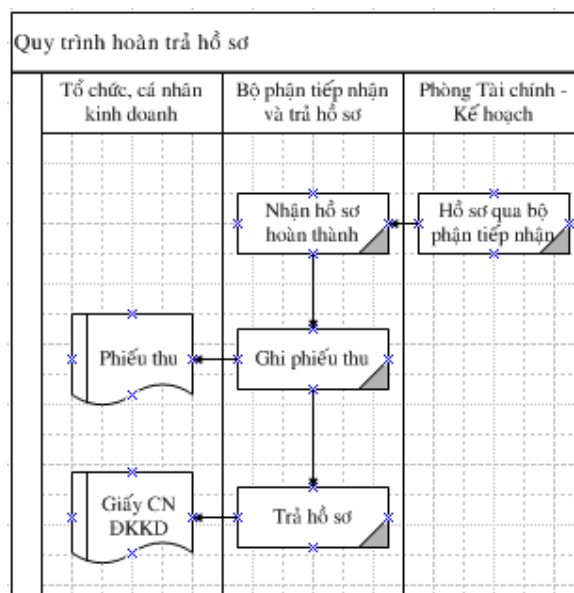 Quy trình hoàn trả hồ sơ
Tổ chức, cá nhân
kinh doanh
Bộ phận tiếp nhận
và trả hồ sơ
Phòng Tài chính -
Kế hoạch
Nhận hồ sơ
hoàn thành
Hồ sơ qua bộ
phận tiếp nhận
Phiếu thu
Ghi phiếu thu
Giấy CN
ĐKKD
Trả hồ sơ